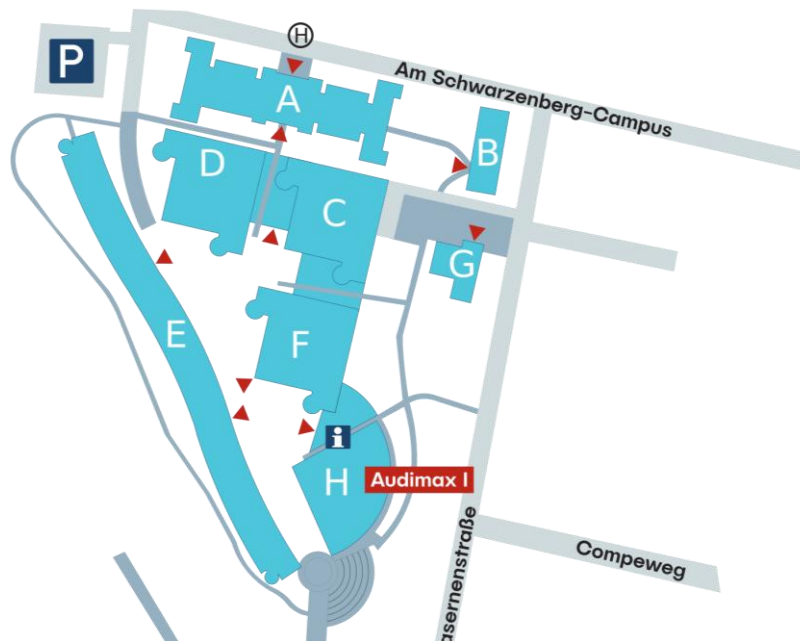 H
P
Am Schwarzenberg-Campus
A
B
D
C
G
E
F
i
H
Audimax I
Compeweg
asernenstraße